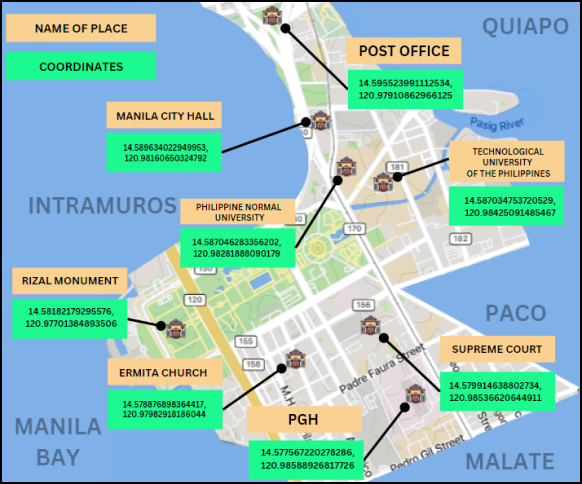 NAME OF PLACE
COORDINATES
QUIAPO
POST OFFICE
14.595523991112534,
120.97910862966125
MANILA CITY HALL
14.589634022949953,
120.98160650324792
Pasig River
TECHNOLOGICAL
UNIVERSITY
OF THE PHILIPPINES
14.587034753720529,
120.98425091485467
181
INTRAMUROS
PHILIPPINE NORMAL
UNIVERSITY
14.587046283356202,
120.98281888090179
170
182
150
RIZAL MONUMENT
14.58182179295576,
120.97701384893506
120
156
PACO
155
156
SUPREME COURT
14.579914638802734,
120.98536620644911
Padre Faura Street
ERMITA CHURCH
14.578876898364417,
120.97982918186044
M.H.
PGH
14.577567220278286,
120.98588926817726
Pedro Gil Street
MANILA
BAY
MALATE